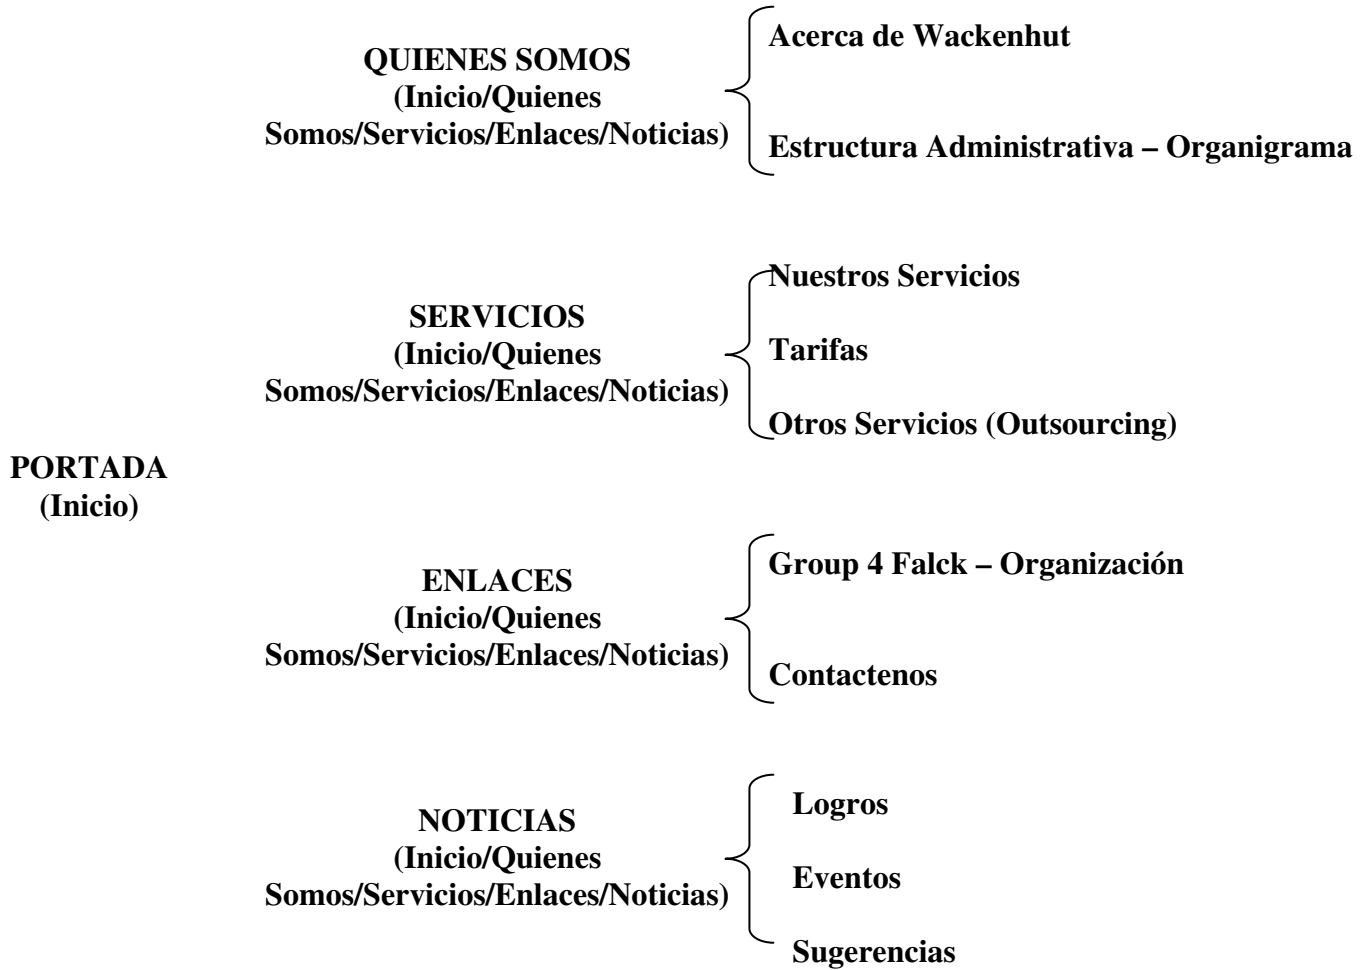 PORTADA
(Inicio)
QUIENES SOMOS
(Inicio/Quienes
Somos/Servicios/Enlaces/Noticias)
Acerca de Wackenhut
Estructura Administrativa – Organigrama
SERVICIOS
(Inicio/Quienes
Somos/Servicios/Enlaces/Noticias)
Nuestros Servicios
Tarifas
Otros Servicios (Outsourcing)
ENLACES
(Inicio/Quienes
Somos/Servicios/Enlaces/Noticias)
Group 4 Falck – Organización
Contactenos
NOTICIAS
(Inicio/Quienes
Somos/Servicios/Enlaces/Noticias)
Logros
Eventos
Sugerencias